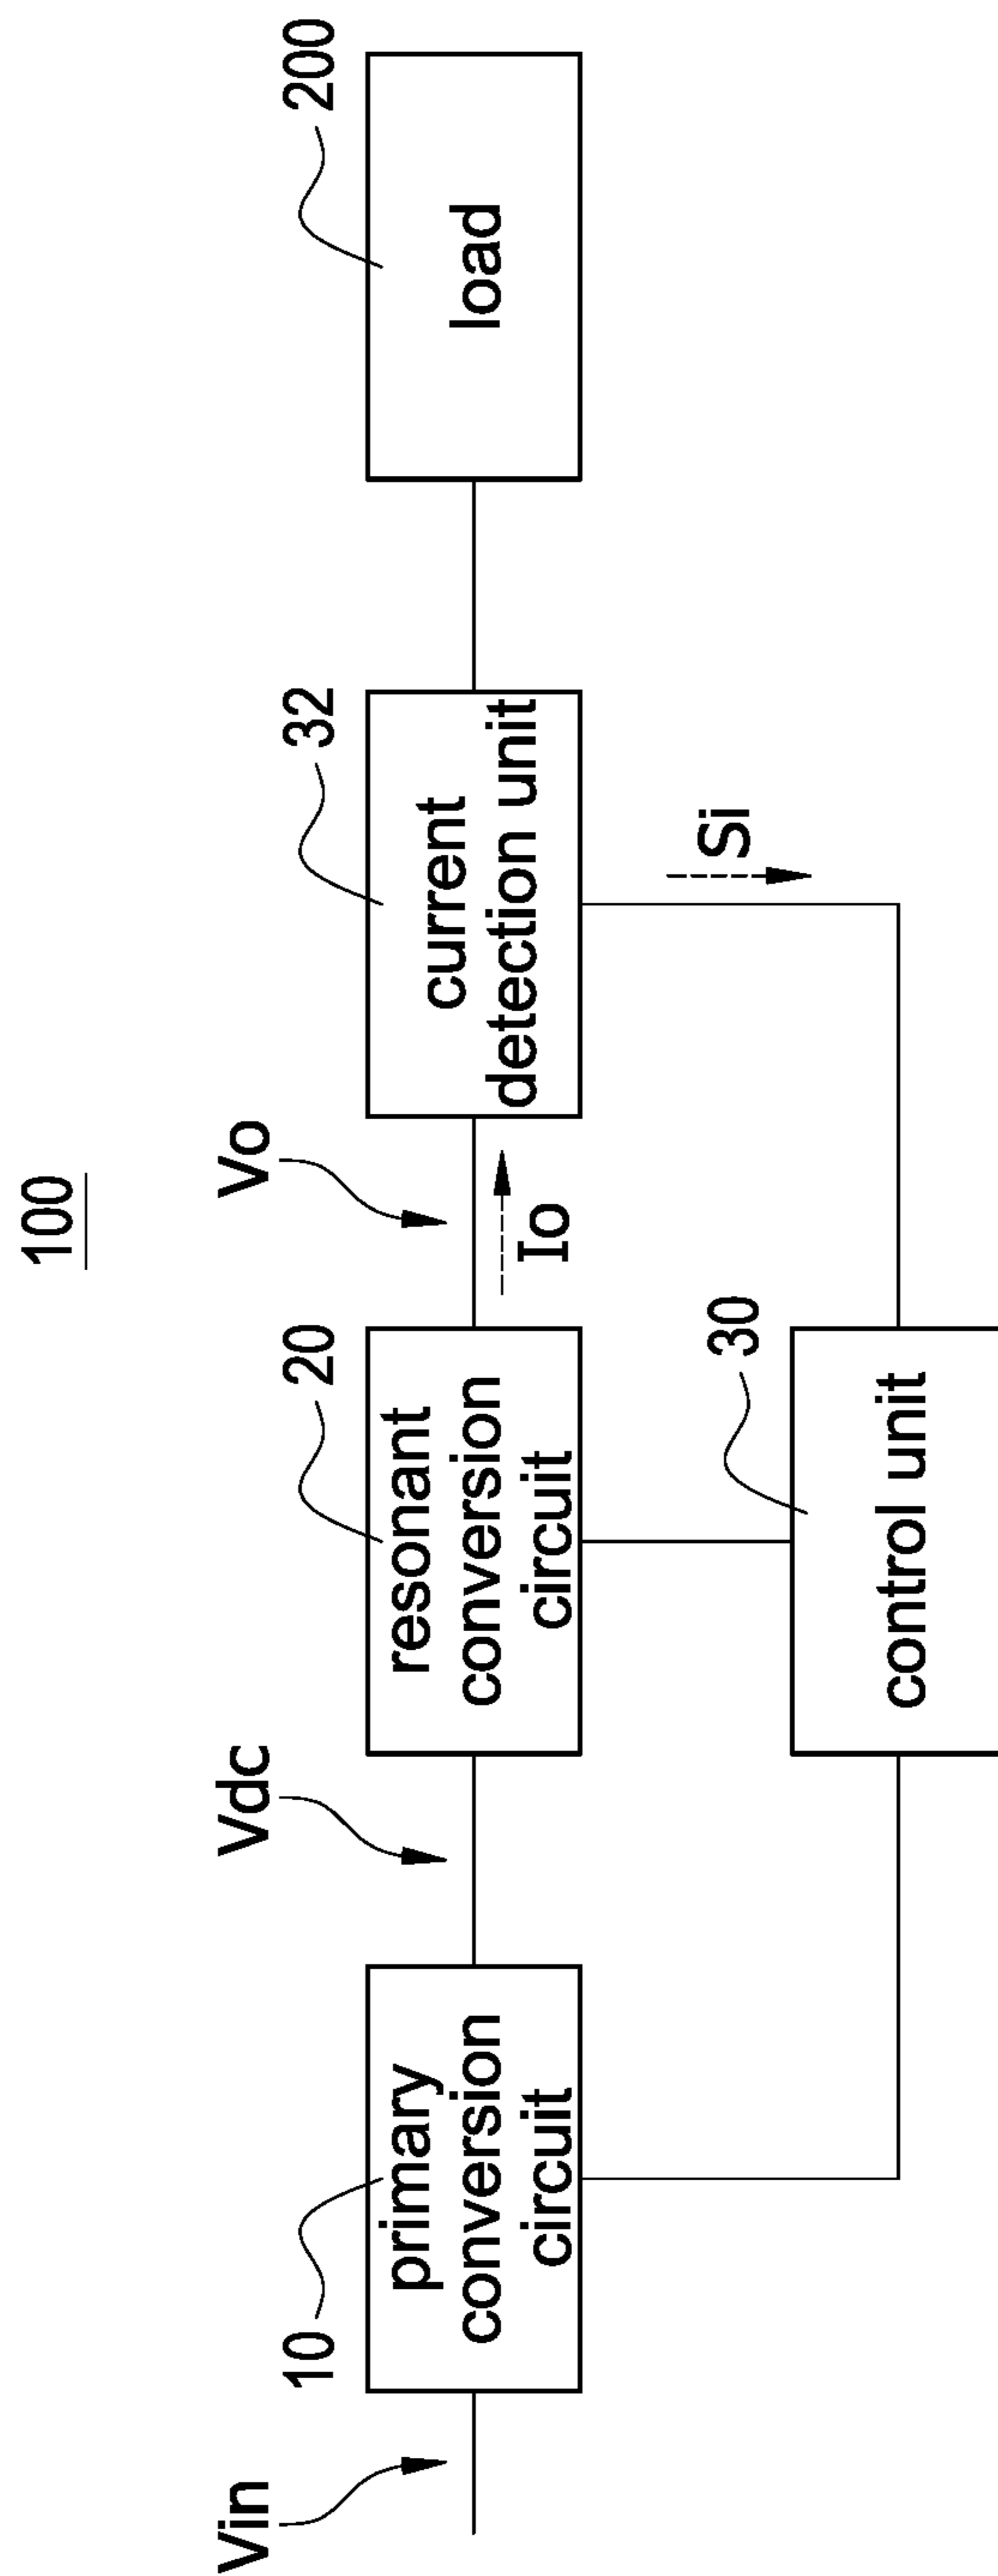 100
Vin
10
primary
conversion
circuit
Vdc
20
resonant
conversion
circuit
Vo
Io
32
current
detection unit
200
load
Si
30
control unit